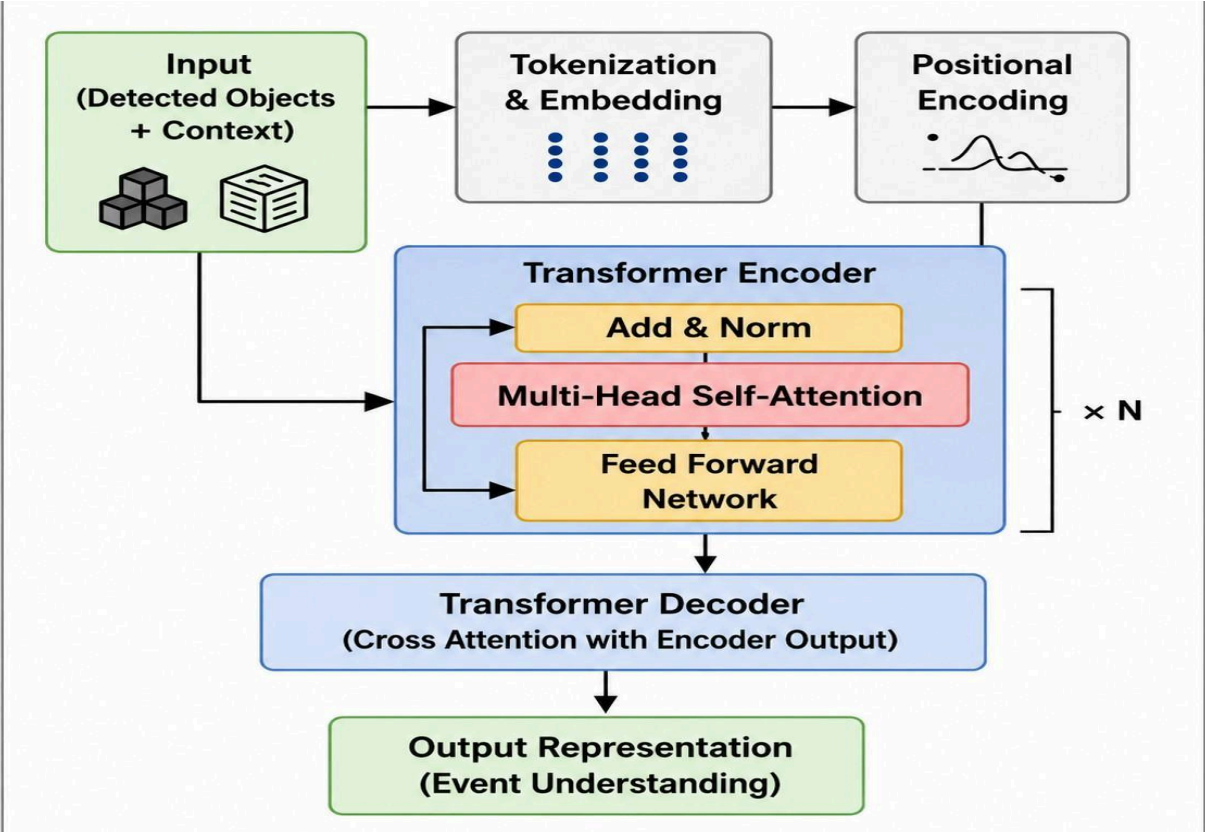 Input
(Detected Objects
+ Context)
Tokenization
& Embedding
Positional
Encoding
Transformer Encoder
Add & Norm
Multi-Head Self-Attention
Feed Forward
Network
× N
Transformer Decoder
(Cross Attention with Encoder Output)
Output Representation
(Event Understanding)